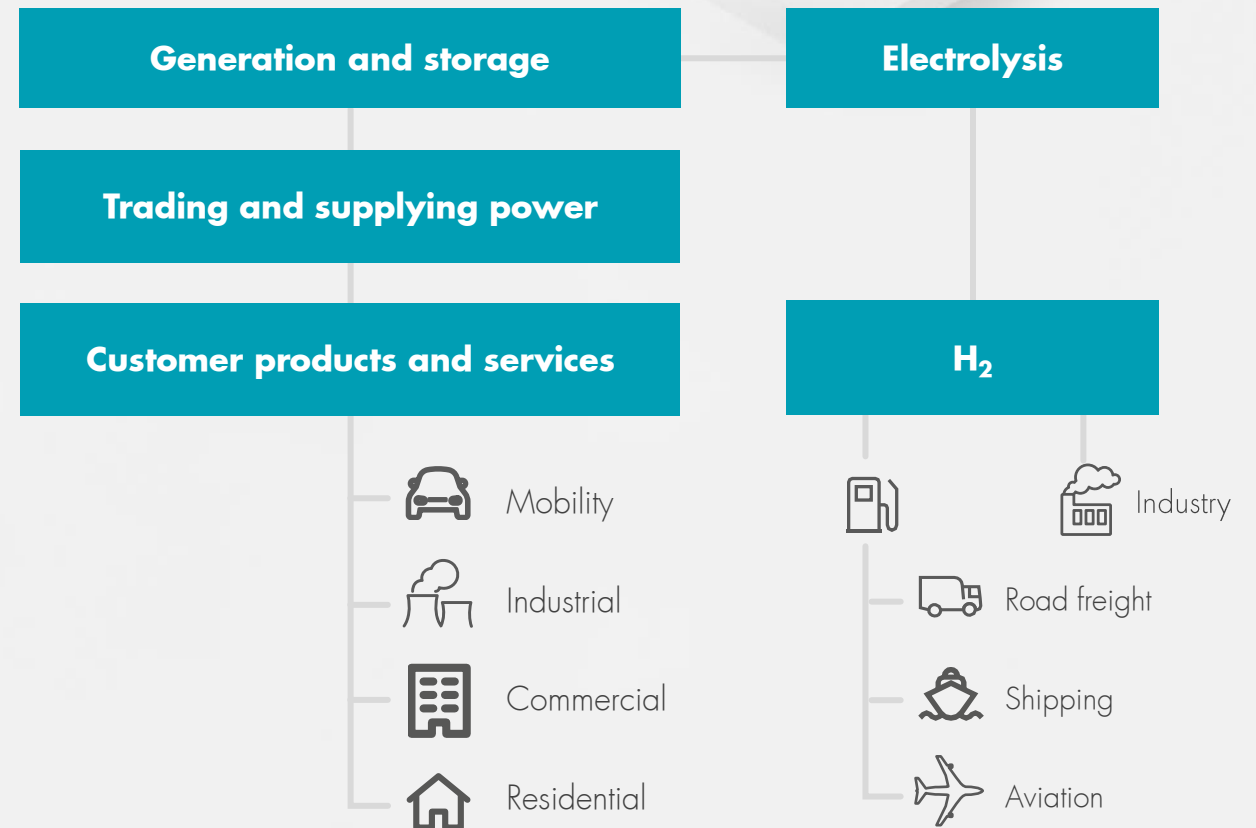 Generation and storage
Electrolysis
Trading and supplying power
Customer products and services
H₂
Mobility
Industrial
Commercial
Residential
Industry
Road freight
Shipping
Aviation